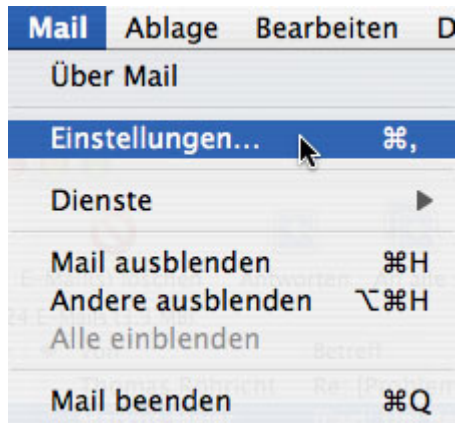 Mail Ablage Bearbeiten D
Über Mail
Einstellungen... ⌘,
Dienste
Mail ausblenden ⌘H
Andere ausblenden ⌥⌘H
Alle einblenden
Mail beenden ⌘Q